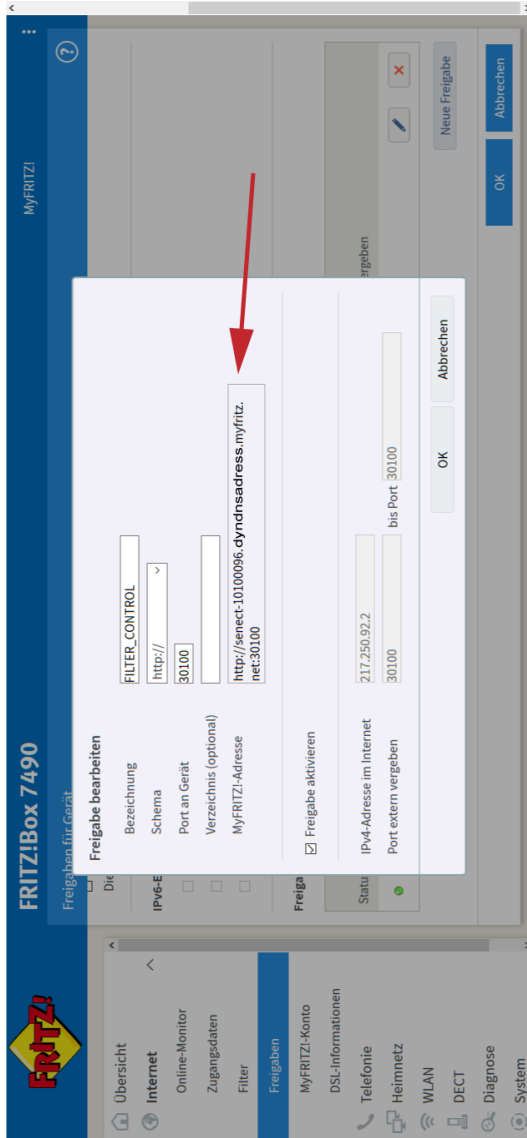 FRITZ!
FRITZ!Box 7490
MyFRITZ!
Übersicht
Internet
Online-Monitor
Zugangsdaten
Filter
Freigaben
MyFRITZ!-Konto
DSL-Informationen
Telefonie
Heimnetz
WLAN
DECT
Diagnose
System
Freigaben für Gerät
?
Die
IPv6-E
Freiga
Statu
ergeben
Neue Freigabe
OK
Abbrechen
Freigabe bearbeiten
Bezeichnung
FILTER_CONTROL
Schema
http://
Port an Gerät
30100
Verzeichnis (optional)
MyFRITZ!-Adresse
http://senect-10100096.dyndnsadress.myfritz.
net:30100
Freigabe aktivieren
IPv4-Adresse im Internet
217.250.92.2
Port extern vergeben
30100
bis Port
30100
OK
Abbrechen